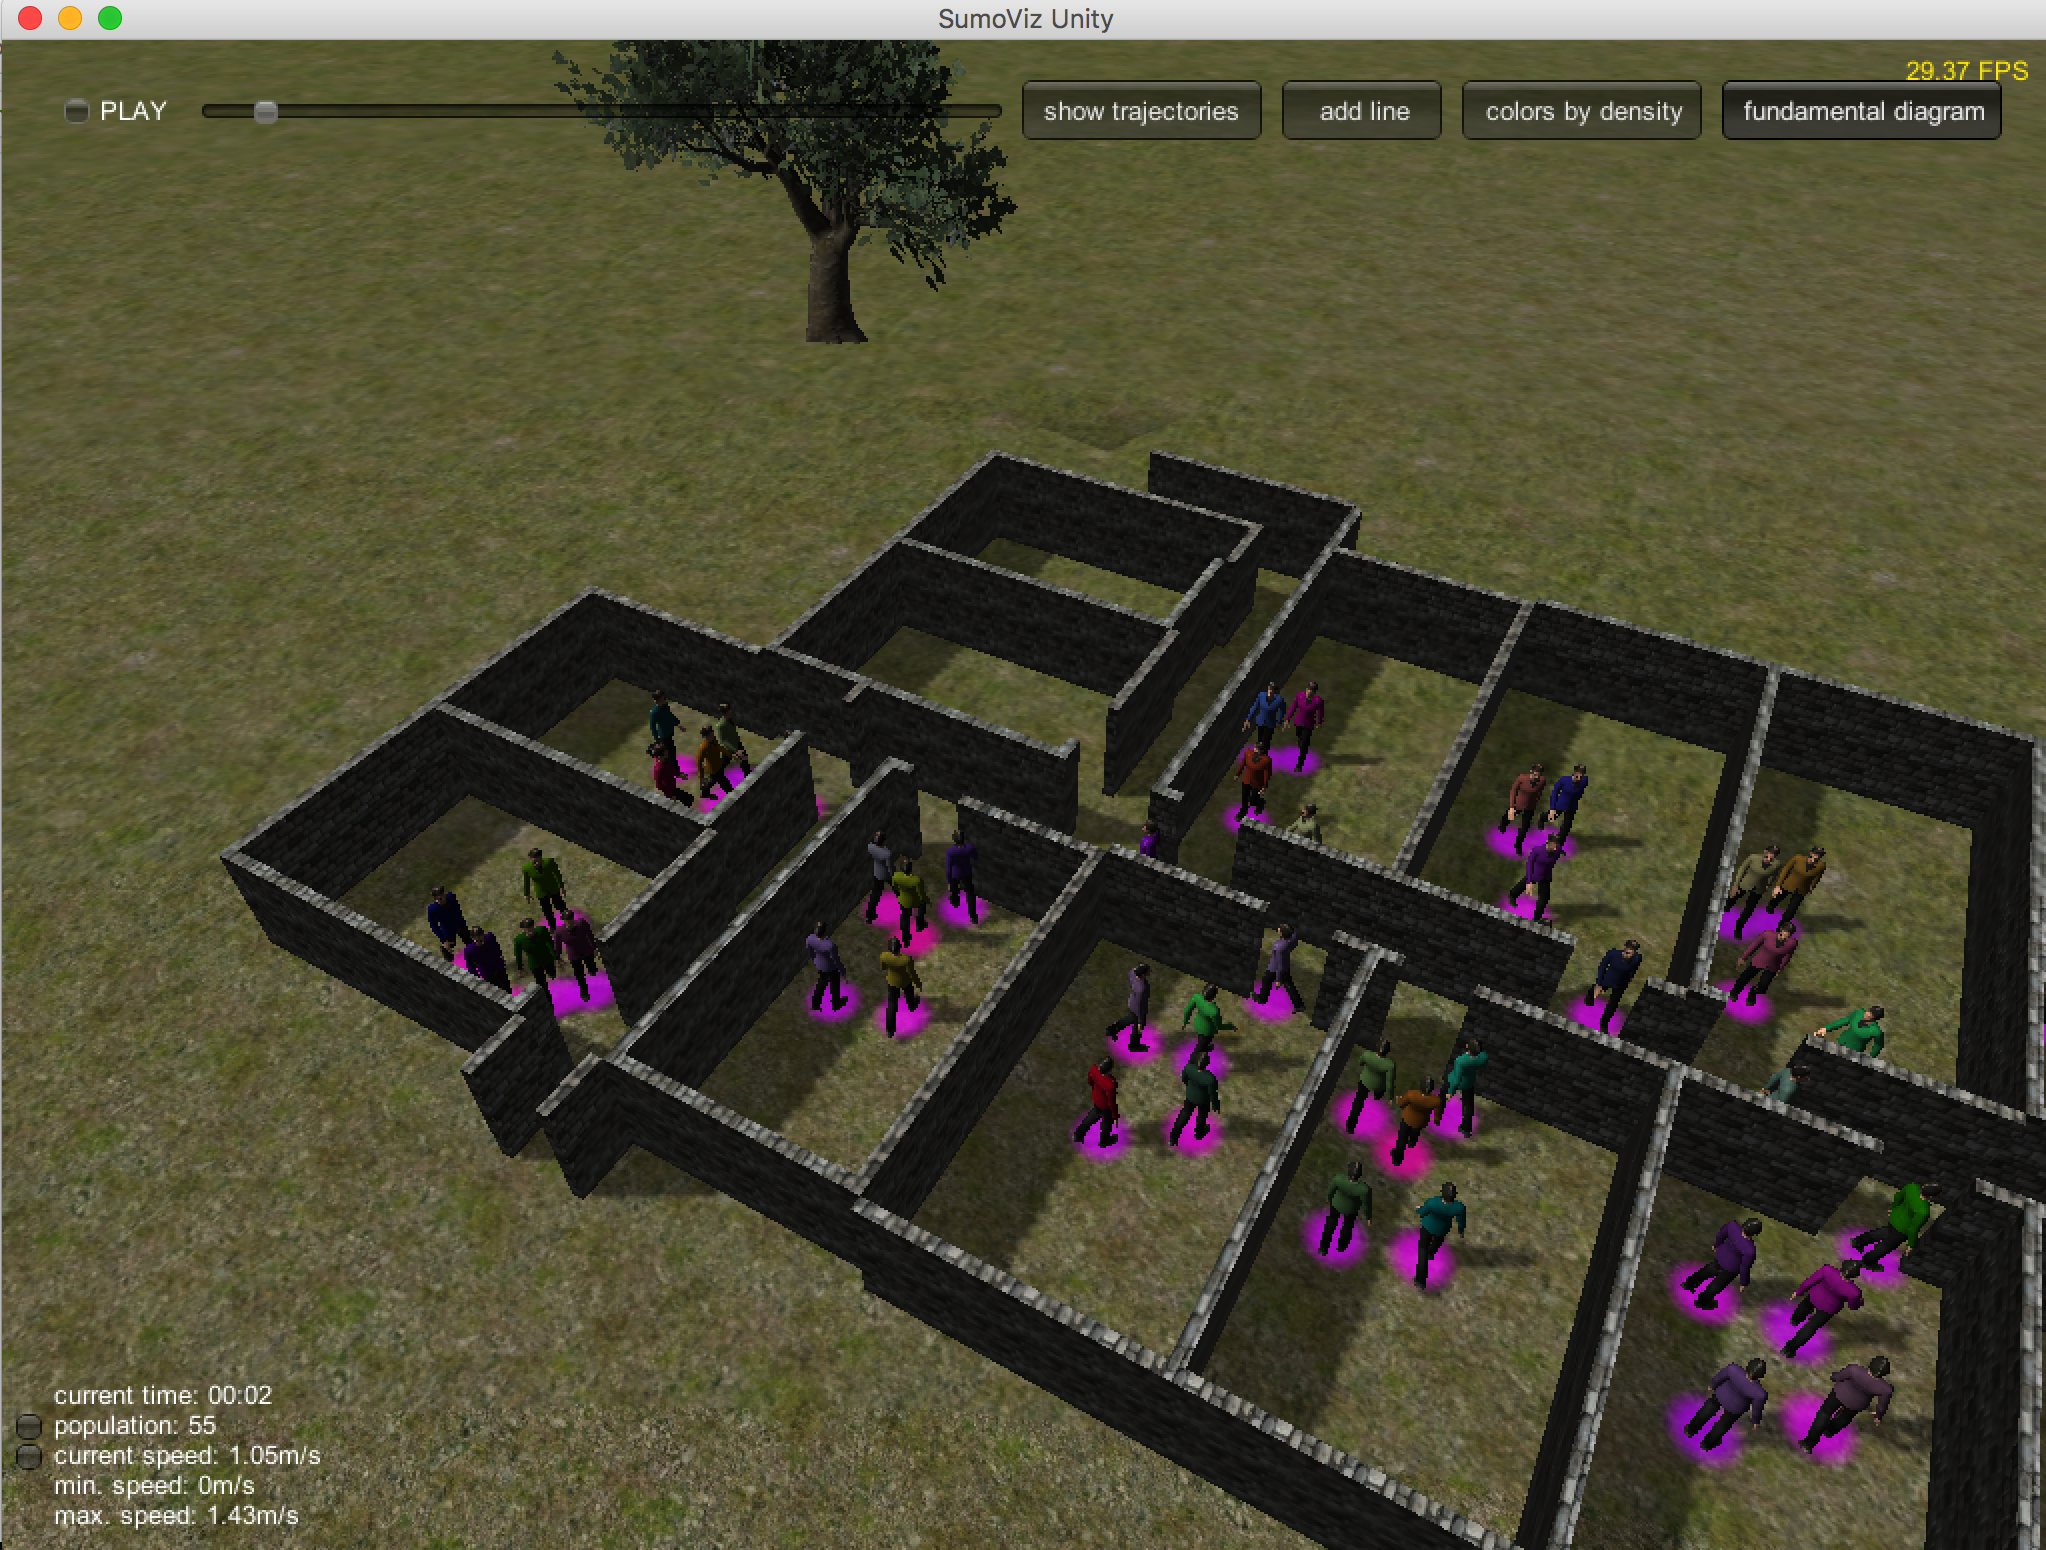 SumoViz Unity
29.37 FPS
PLAY
show trajectories
add line
colors by density
fundamental diagram
current time: 00:02
population: 55
current speed: 1.05m/s
min. speed: 0m/s
max. speed: 1.43m/s